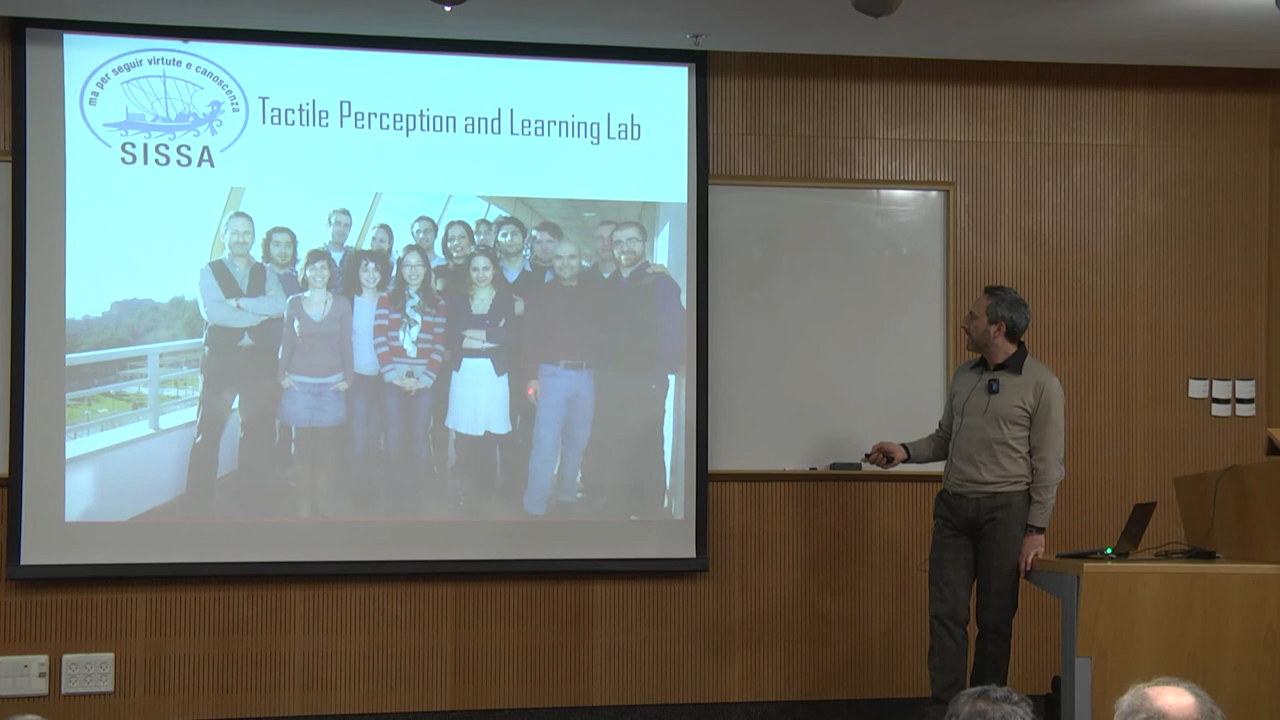 ma per seguir virtute e canoscenza
SISSA
Tactile Perception and Learning Lab